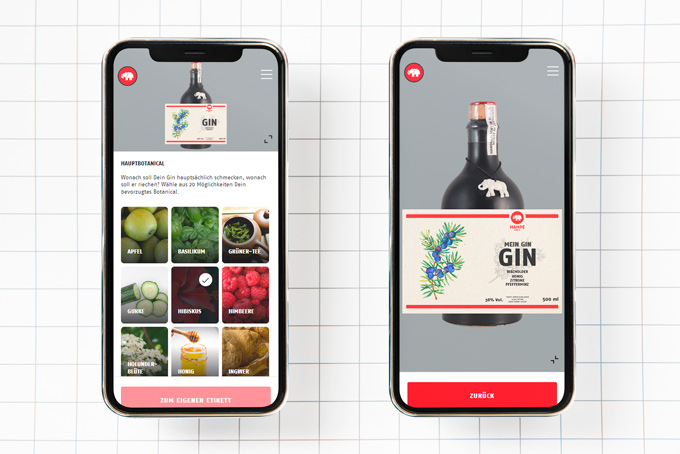 GIN
HAUPTBOTANICAL
Wonach soll Dein Gin hauptsächlich schmecken, wonach
soll er riechen? Wähle aus 20 Möglichkeiten Dein
bevorzugtes Botanical.
APFEL
BASILIKUM
GRÜNER-TEE
GURKE
HIBISKUS
HIMBEERE
HOLUNDER-
BLÜTE
HONIG
INGWER
ZUM EIGENEN ETIKETT
HAMPE
MEIN GIN
GIN
WACHOLDER
HONIG
ZITRONE
PFEFFERMINZ
38% Vol.
500 ml
ZURÜCK